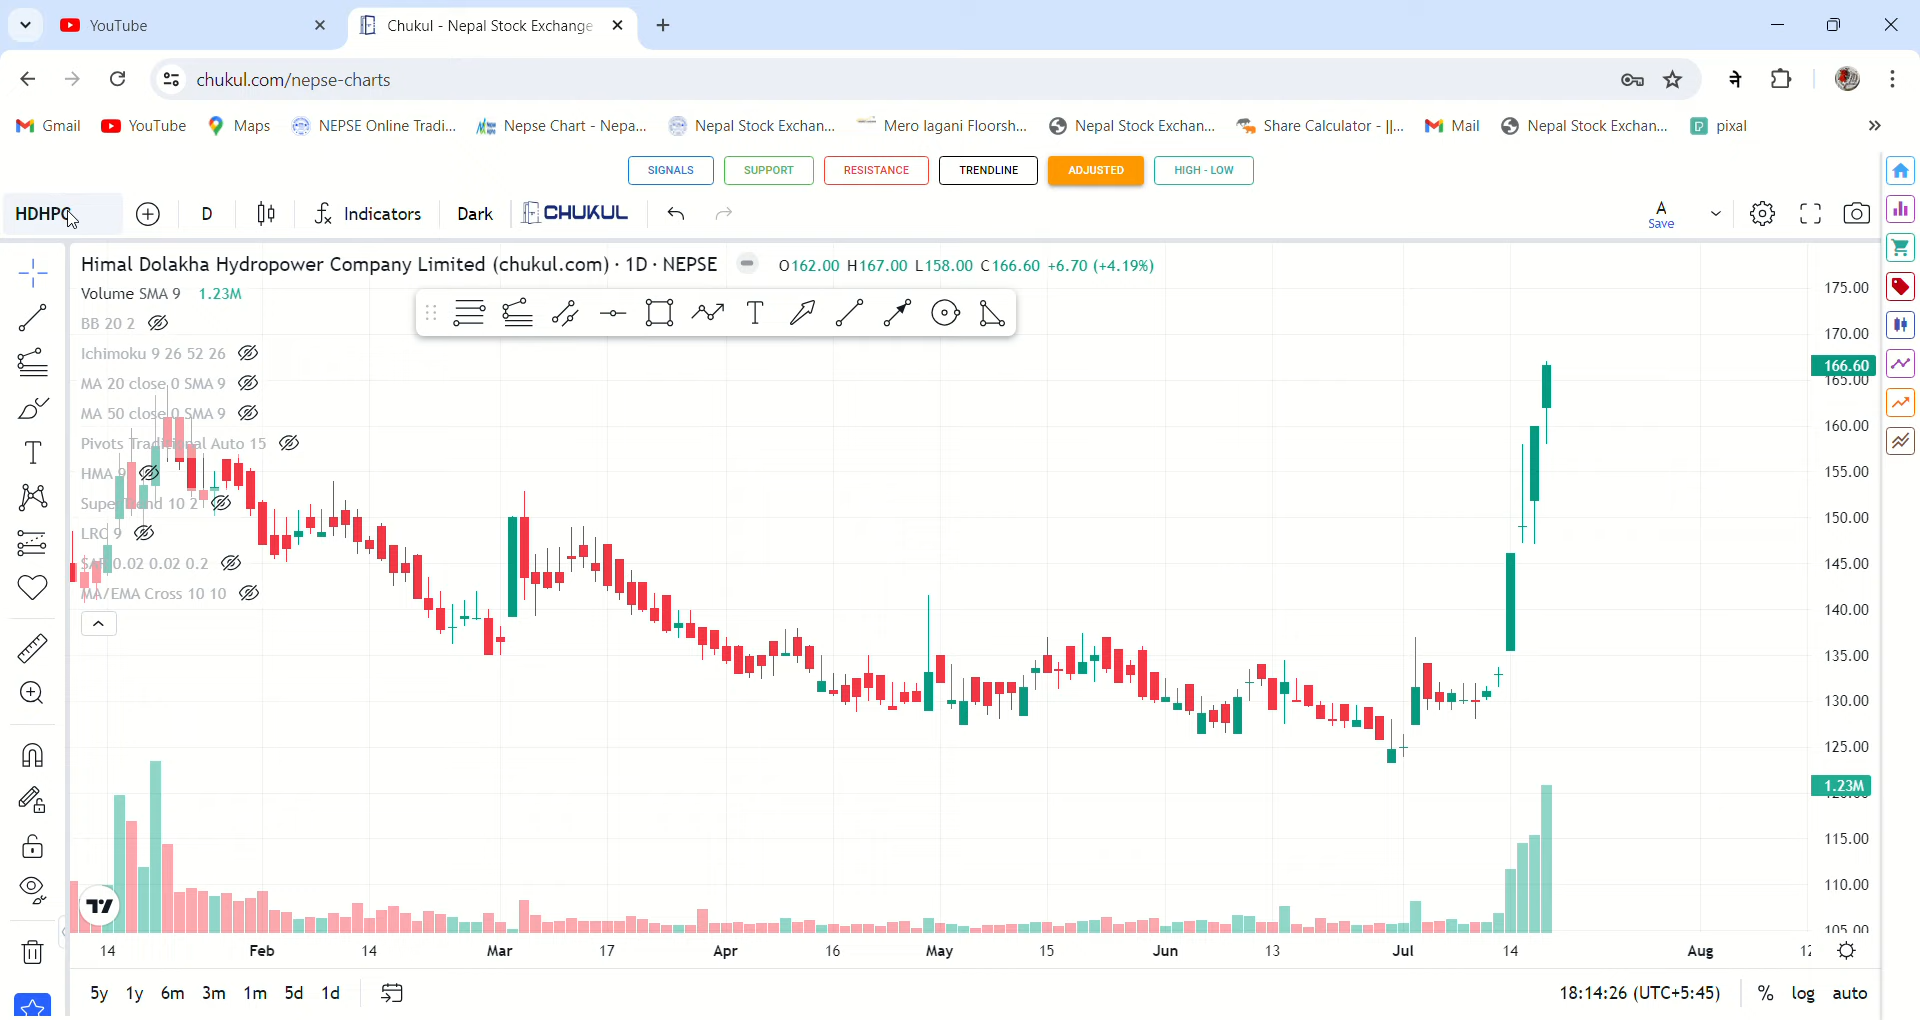 YouTube
Chukul - Nepal Stock Exchange
chukul.com/nepse-charts
ने
Gmail YouTube Maps NEPSE Online Tradi... Nepse Chart - Nepa... Nepal Stock Exchan... Mero lagani Floorsh... Nepal Stock Exchan... Share Calculator - ||... Mail Nepal Stock Exchan... pixal
SIGNALS SUPPORT RESISTANCE TRENDLINE ADJUSTED HIGH - LOW
HDHPC D Indicators Dark CHUKUL A Save
Himal Dolakha Hydropower Company Limited (chukul.com) · 1D · NEPSE O162.00 H167.00 L158.00 C166.60 +6.70 (+4.19%)
Volume SMA 9 1.23M
BB 20 2
Ichimoku 9 26 52 26
MA 20 close 0 SMA 9
MA 50 close 0 SMA 9
Pivots Traditional Auto 15
HMA 9
SuperTrend 10 2
LRC 9
SAR 0.02 0.02 0.2
MA/EMA Cross 10 10
175.00
170.00
166.60
165.00
160.00
155.00
150.00
145.00
140.00
135.00
130.00
125.00
1.23M
115.00
110.00
105.00
14 Feb 14 Mar 17 Apr 16 May 15 Jun 13 Jul 14 Aug
5y 1y 6m 3m 1m 5d 1d 18:14:26 (UTC+5:45) % log auto